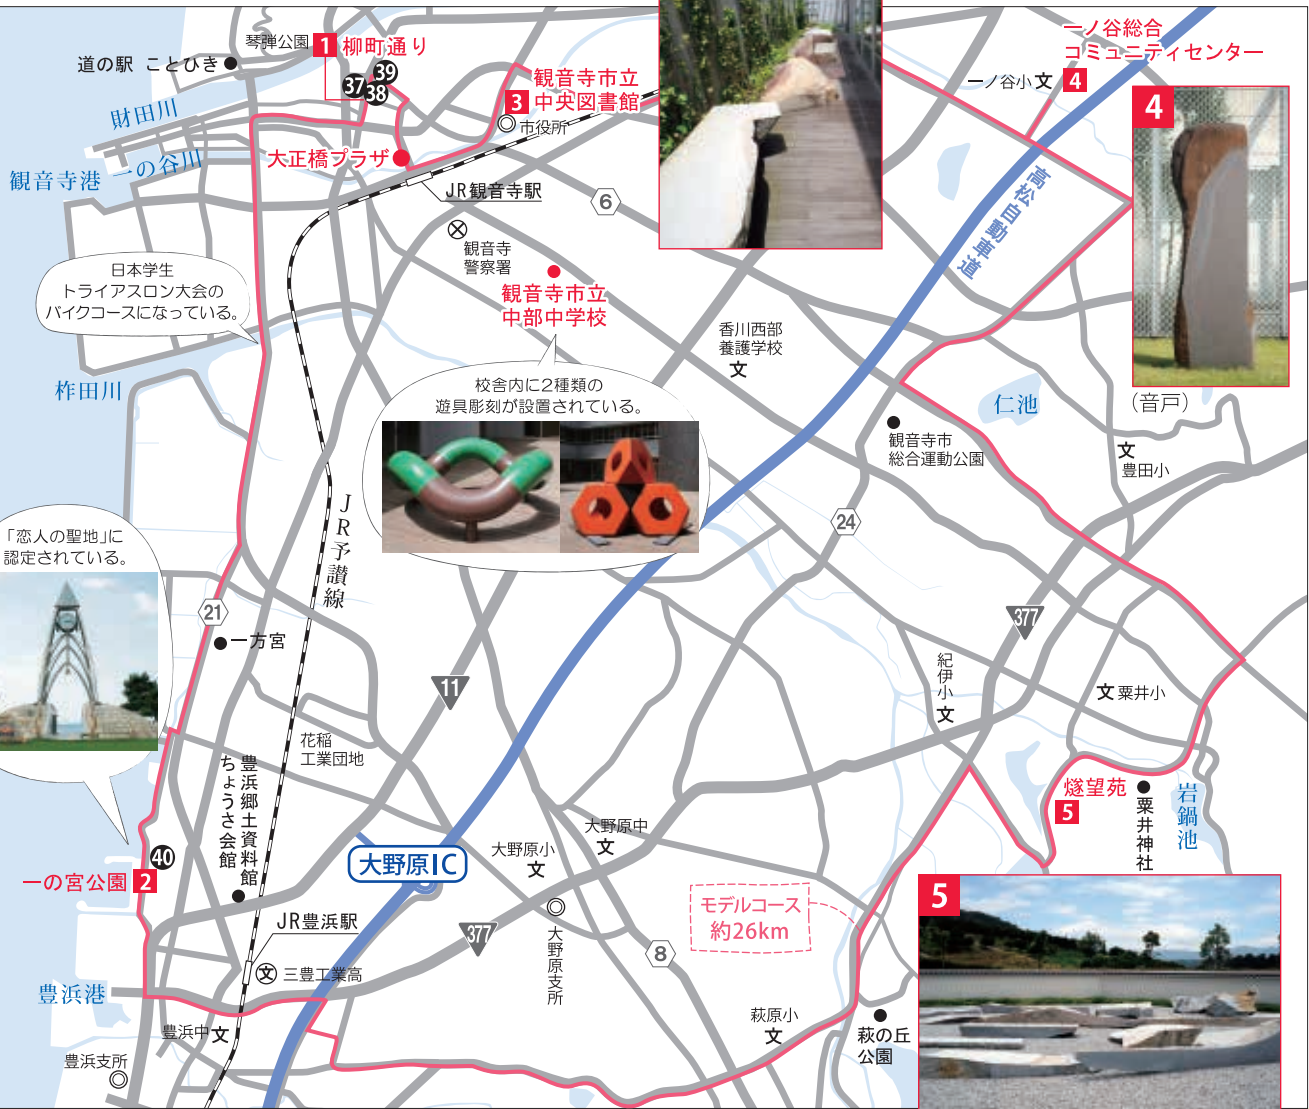 琴弾公園
1 柳町通り
道の駅 ことひき
37
39
38
財田川
一の谷川
観音寺港
大正橋プラザ
観音寺市立
3 中央図書館
市役所
JR観音寺駅
6
観音寺
警察署
観音寺市立
中部中学校
校舎内に2種類の
遊具彫刻が設置されている。
日本学生
トライアスロン大会の
バイクコースになっている。
柞田川
一ノ谷総合
コミュニティセンター
一ノ谷小 文
4
高松自動車道
4
(音戸)
香川西部
養護学校
文
仁池
観音寺市
総合運動公園
文
豊田小
24
JR予讃線
「恋人の聖地」に
認定されている。
21
一方宮
11
377
紀伊小
文
文 粟井小
花稲
工業団地
豊浜郷土資料館
ちょうさ会館
燧望苑
5
粟井神社
岩鍋池
40
一の宮公園 2
大野原IC
大野原小
文
大野原中
文
JR豊浜駅
377
大野原支所
モデルコース
約26km
8
文 三豊工業高
豊浜港
豊浜中 文
豊浜支所
萩原小
文
萩の丘
公園
5